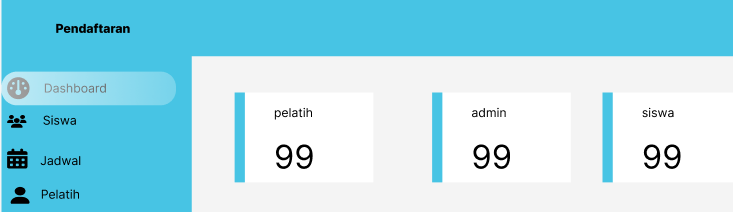 Pendaftaran
Dashboard
Siswa
Jadwal
Pelatih
pelatih
99
admin
99
siswa
99